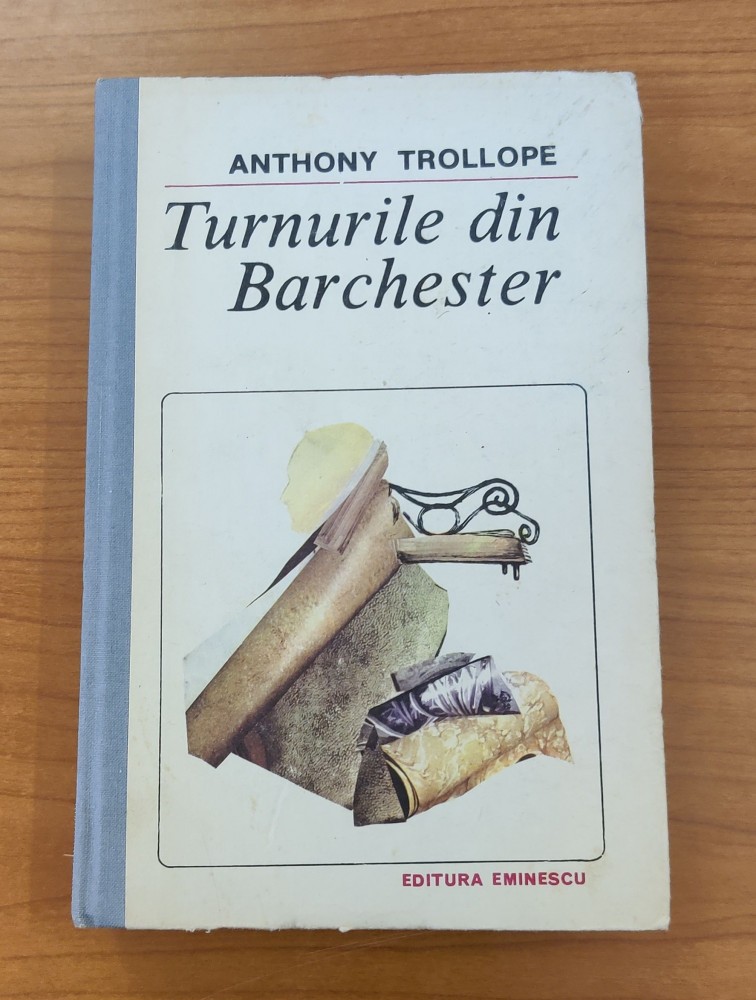 ANTHONY TROLLOPE
Turnurile din
Barchester
EDITURA EMINESCU